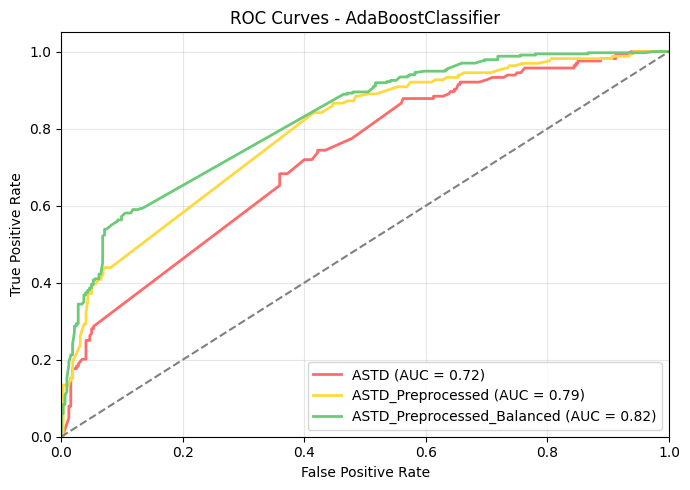 ROC Curves - AdaBoostClassifier
True Positive Rate
1.0
0.8
0.6
0.4
0.2
0.0
ASTD (AUC = 0.72)
ASTD_Preprocessed (AUC = 0.79)
ASTD_Preprocessed_Balanced (AUC = 0.82)
0.0 0.2 0.4 0.6 0.8 1.0
False Positive Rate